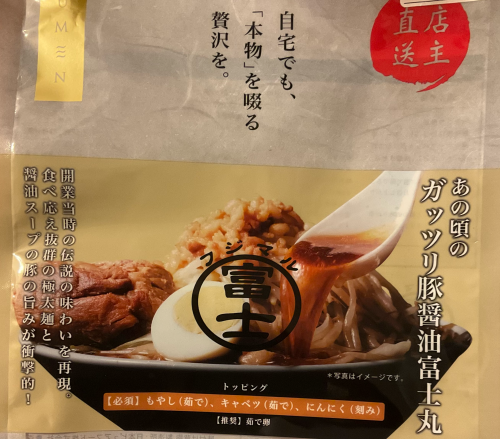 UMEN
自宅でも、
「本物」を啜る
贅沢を。
店主
直送
あの頃の
ガッツリ豚醤油富士丸
フジマル
富士
開業当時の伝説の味わいを再現。
食べ応え抜群の極太麺と
醤油スープの豚の旨みが衝撃的!
*写真はイメージです。
トッピング
【必須】もやし(茹で)、キャベツ(茹で)、にんにく(刻み)
【推奨】茹で卵